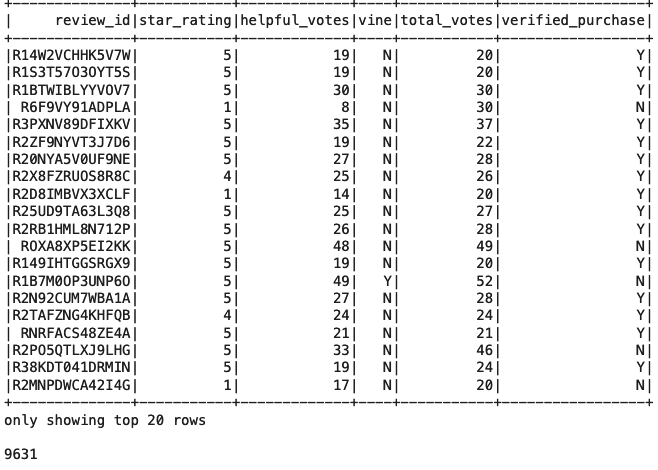 +--------------+-----------+-------------+----+-----------+-----------------+
|     review_id|star_rating|helpful_votes|vine|total_votes|verified_purchase|
+--------------+-----------+-------------+----+-----------+-----------------+
|R14W2VCHHK5V7W|          5|           19|   N|         20|                Y|
|R1S3T57O3OYT5S|          5|           19|   N|         20|                Y|
|R1BTWIBLYYVOV7|          5|           30|   N|         30|                Y|
| R6F9VY91ADPLA|          1|            8|   N|         30|                N|
|R3PXNV89DFIXKV|          5|           35|   N|         37|                Y|
|R2ZF9NYVT3J7D6|          5|           19|   N|         22|                Y|
|R20NYA5V0UF9NE|          5|           27|   N|         28|                Y|
|R2X8FZRUOS8R8C|          4|           25|   N|         26|                Y|
|R2D8IMBVX3XCLF|          1|           14|   N|         20|                Y|
|R25UD9TA63L3Q8|          5|           25|   N|         27|                Y|
|R2RB1HML8N712P|          5|           26|   N|         28|                Y|
| ROXA8XP5EI2KK|          5|           48|   N|         49|                N|
|R149IHTGGSRGX9|          5|           19|   N|         20|                Y|
|R1B7M0OP3UNP6O|          5|           49|   Y|         52|                N|
|R2N92CUM7WBA1A|          5|           27|   N|         28|                Y|
|R2TAFZNG4KHFQB|          4|           24|   N|         24|                Y|
| RNRFACS48ZE4A|          5|           21|   N|         21|                Y|
|R2PO5QTLXJ9LHG|          5|           33|   N|         46|                N|
|R38KDT041DRMIN|          5|           19|   N|         24|                Y|
|R2MNPDWCA42I4G|          1|           17|   N|         20|                N|
+--------------+-----------+-------------+----+-----------+-----------------+
only showing top 20 rows
9631